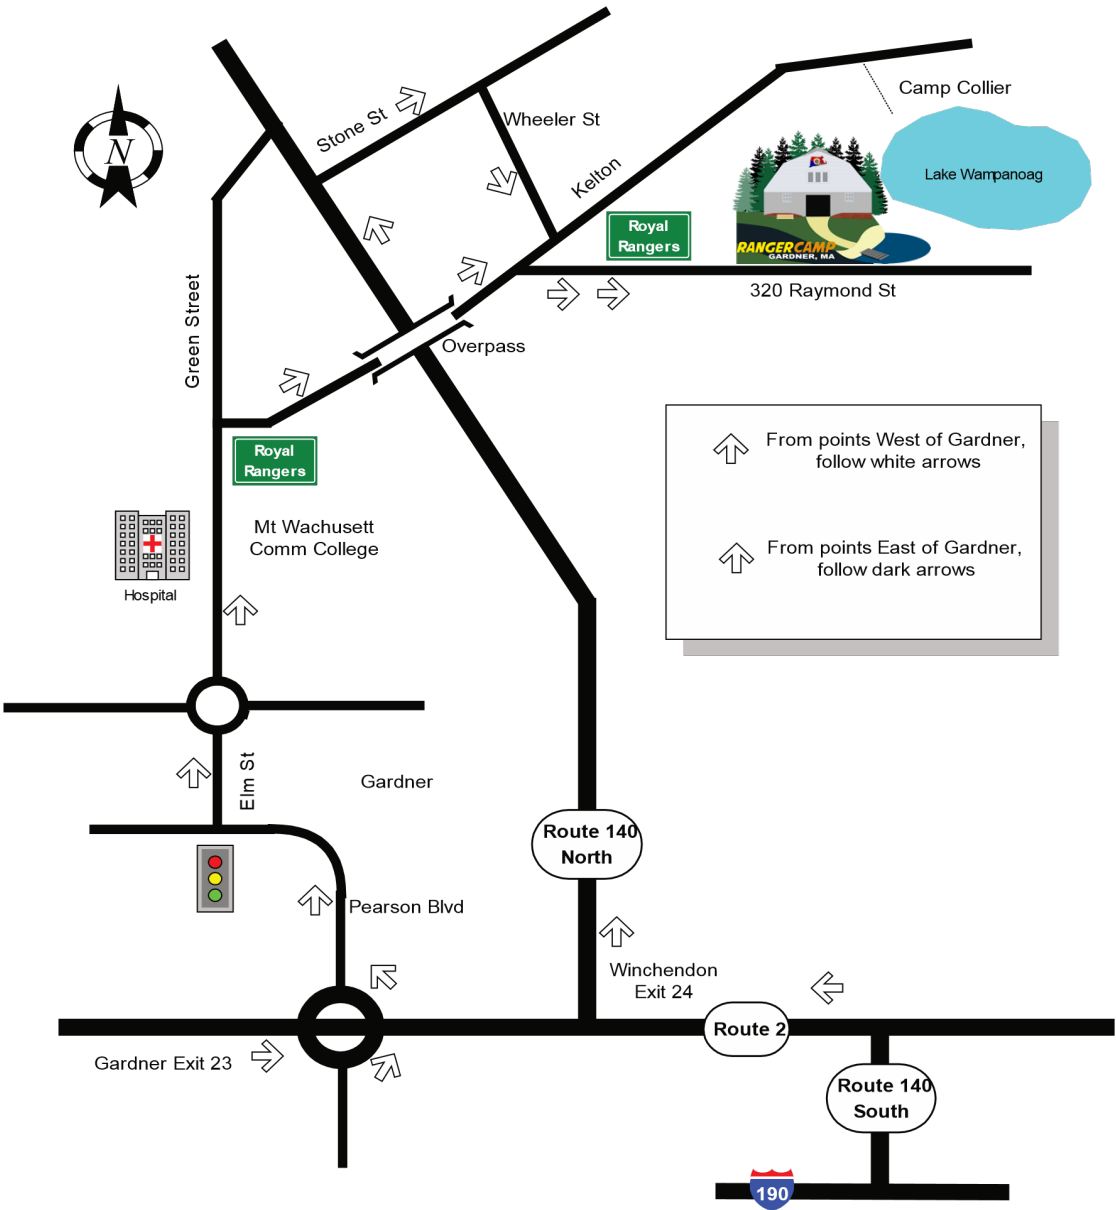 Camp Collier
Stone St
Wheeler St
N
Kelton
Lake Wampanoag
Royal
Rangers
RANGERCAMP
GARDNER, MA
320 Raymond St
Green Street
Overpass
From points West of Gardner,
follow white arrows
Royal
Rangers
Mt Wachusett
Comm College
From points East of Gardner,
follow dark arrows
Hospital
Elm St
Gardner
Route 140
North
Pearson Blvd
Winchendon
Exit 24
Route 2
Gardner Exit 23
Route 140
South
190